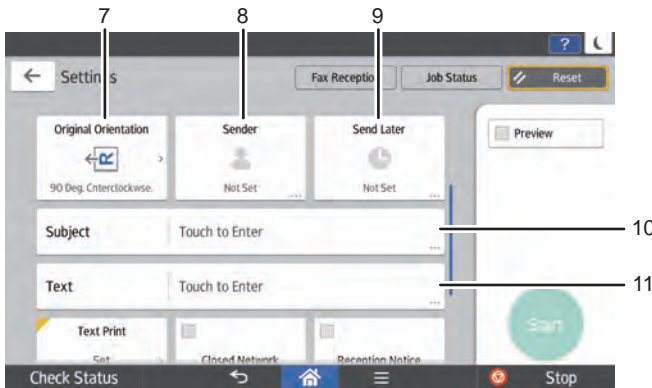 7 8 9
?
Settings Fax Reception Job Status Reset
Original Orientation Sender Send Later Preview
R
90 Deg. Cnterclockwse. Not Set ... Not Set ...
10
Subject Touch to Enter ...
11
Text Touch to Enter ...
Text Print Start
Set Closed Network Reception Notice
Check Status Stop